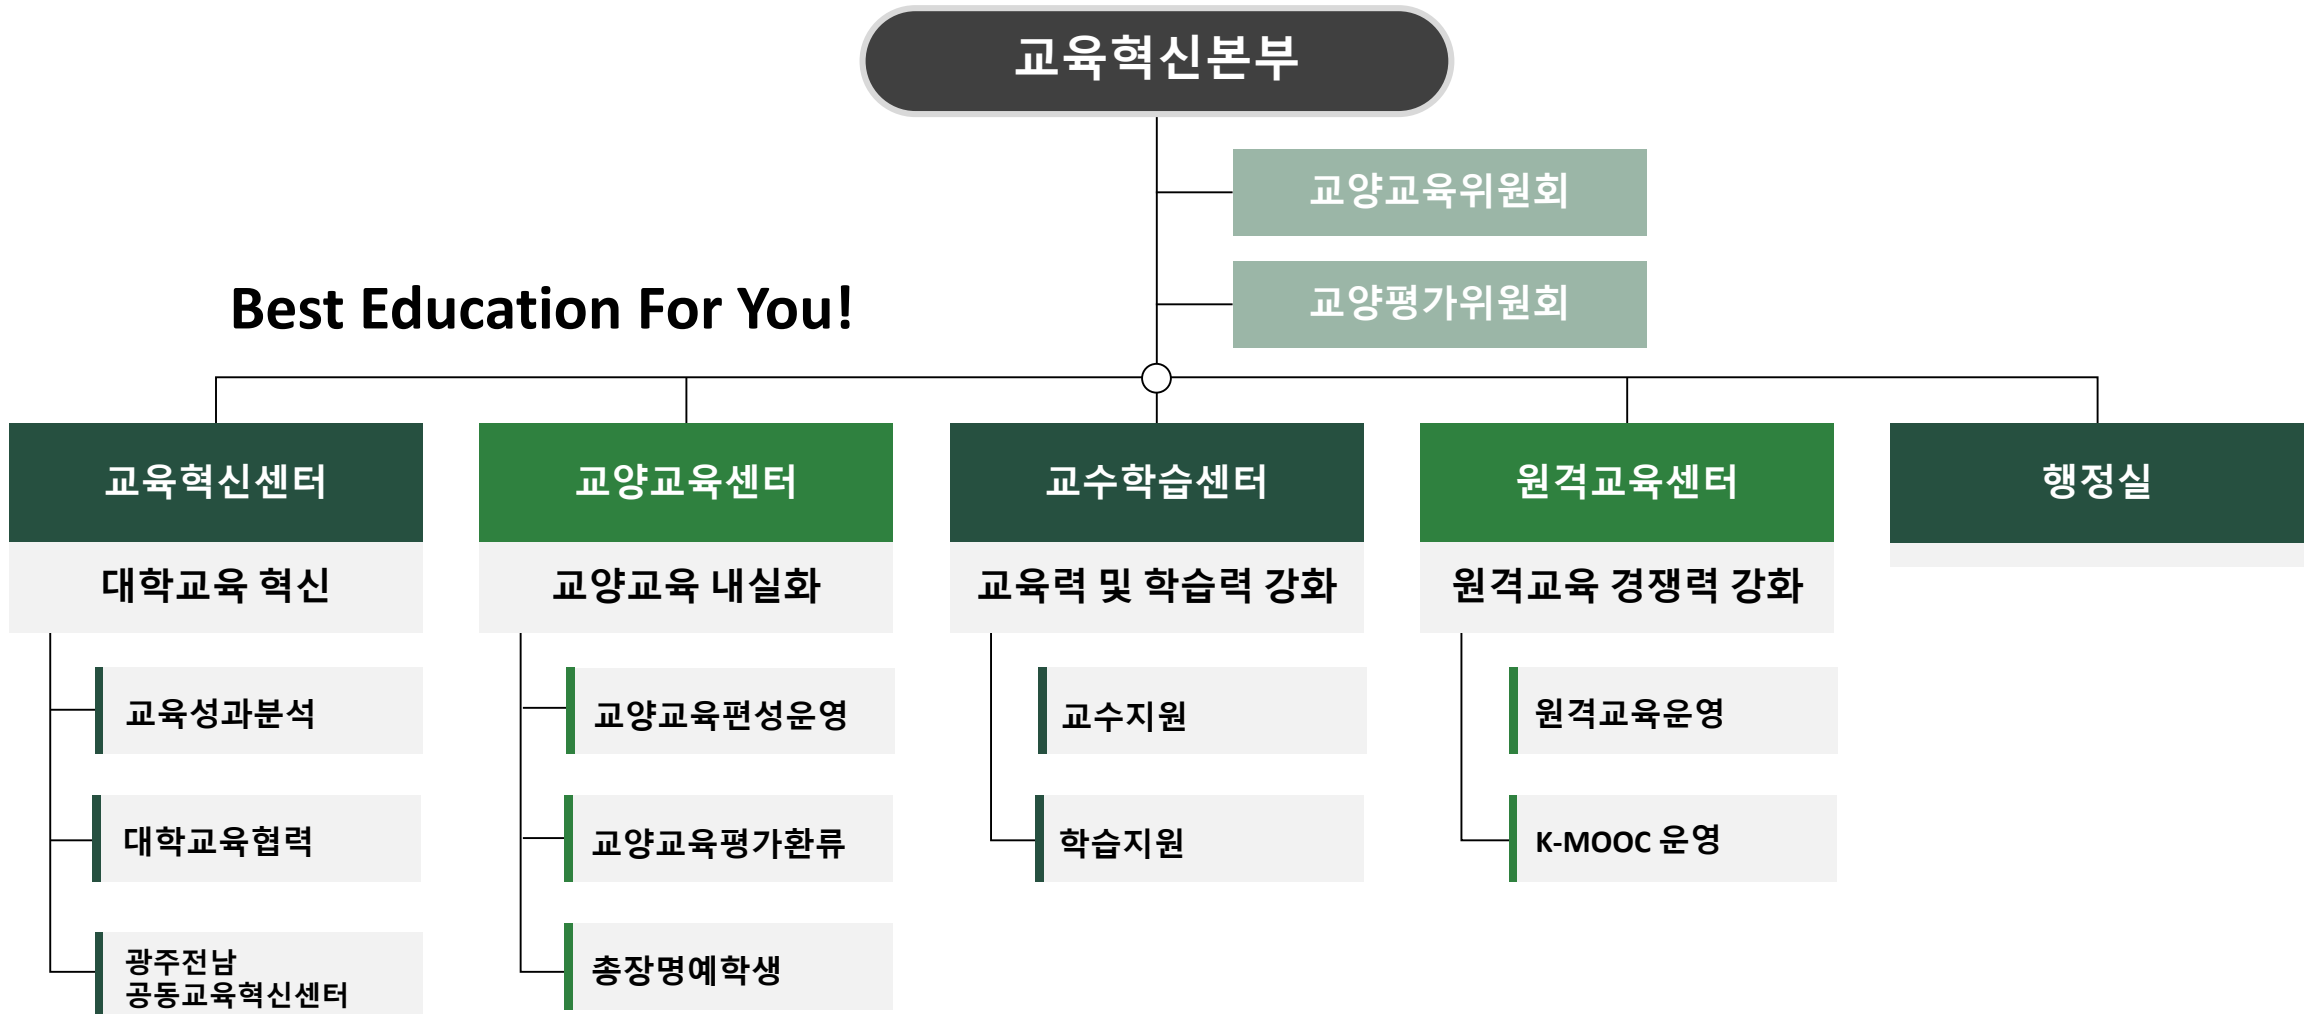 교육혁신본부
교양교육위원회
교양평가위원회
Best Education For You!
교육혁신센터
교양교육센터
교수학습센터
원격교육센터
행정실
대학교육 혁신
교양교육 내실화
교육력 및 학습력 강화
원격교육 경쟁력 강화
교육성과분석
교양교육편성운영
교수지원
원격교육운영
대학교육협력
교양교육평가환류
학습지원
K-MOOC 운영
광주전남
공동교육혁신센터
총장명예학생